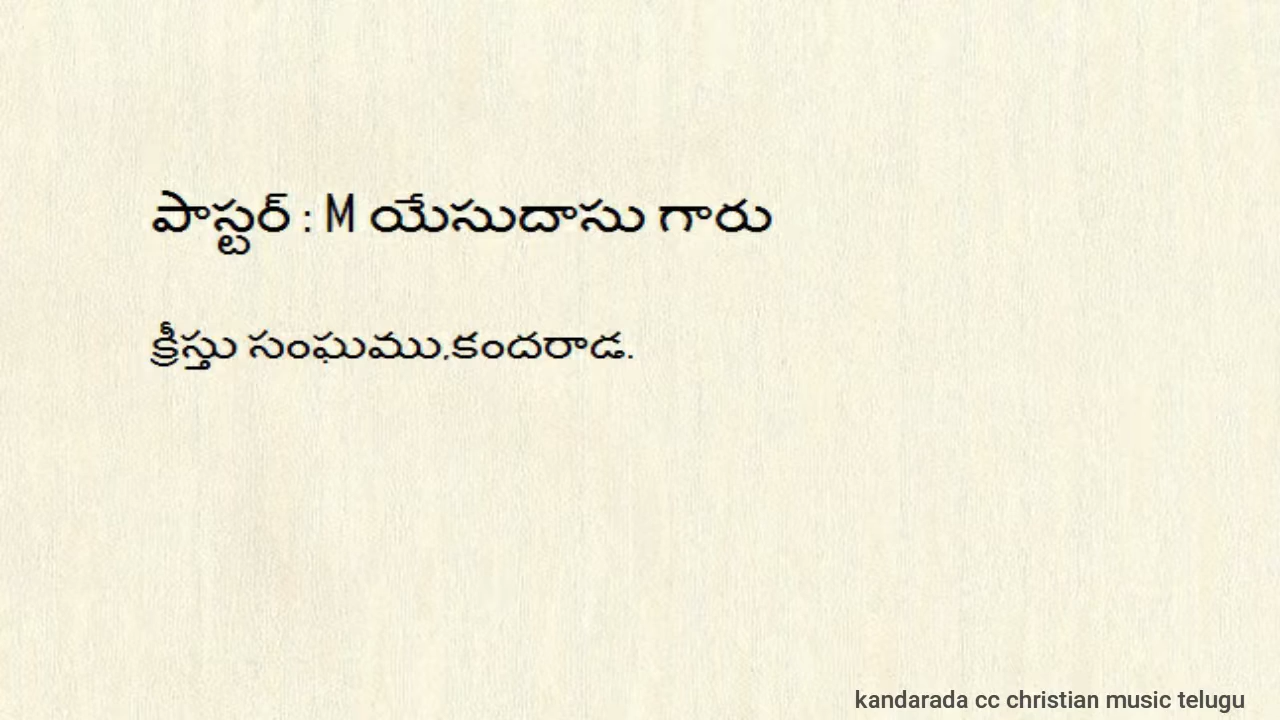 పాస్టర్ : M యేసుదాసు గారు
క్రీస్తు సంఘము,కందరాడ.
kandarada cc christian music telugu